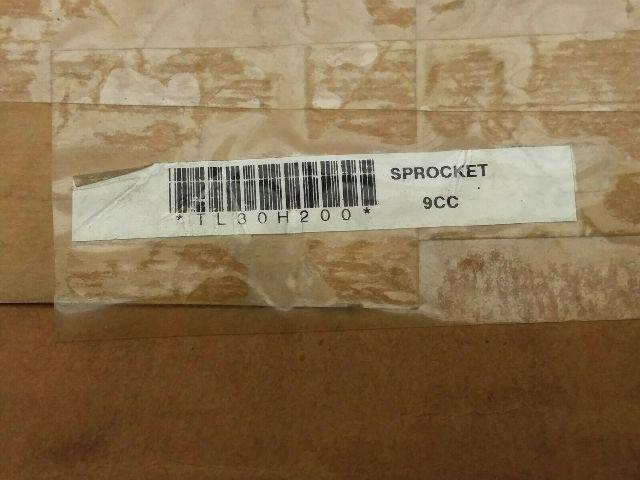 *TL30H200*
SPROCKET
9CC